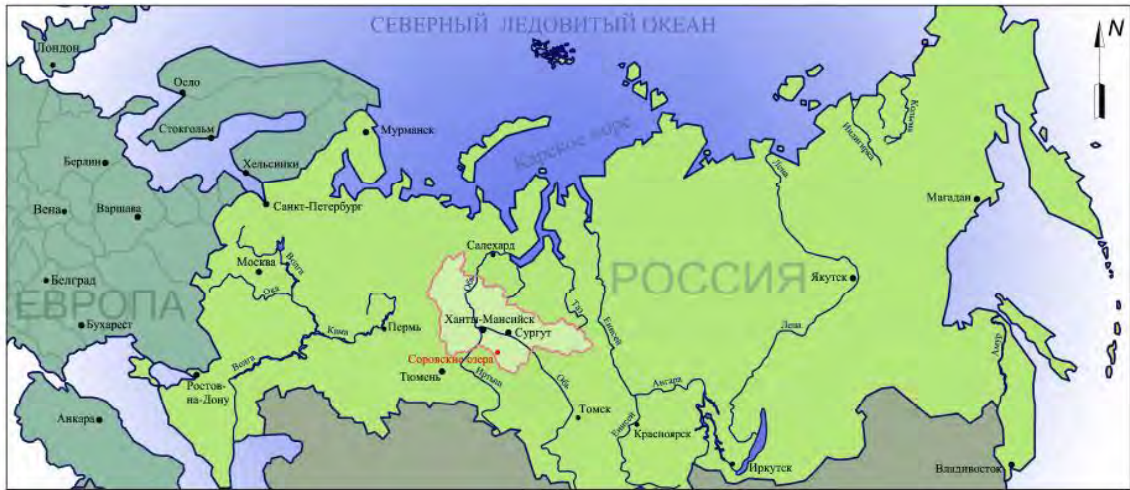 СЕВЕРНЫЙ ЛЕДОВИТЫЙ ОКЕАН
N
Лондон
Осло
Стокгольм
Мурманск
Карское море
Колыма
Индигирка
Берлин
Хельсинки
Лена
Вена
Варшава
Санкт-Петербург
Магадан
Салехард
Москва
Волга
Обь
РОССИЯ
Якутск
Белград
ЕВРОПА
Ока
Таз
Енисей
Бухарест
Кама
Пермь
Ханты-Мансийск
Сургут
Лена
Амур
Волга
Соровские озера
Тюмень
Иртыш
Обь
Ангара
Ростов-
на-Дону
Анкара
Томск
Енисей
Красноярск
Иркутск
Владивосток